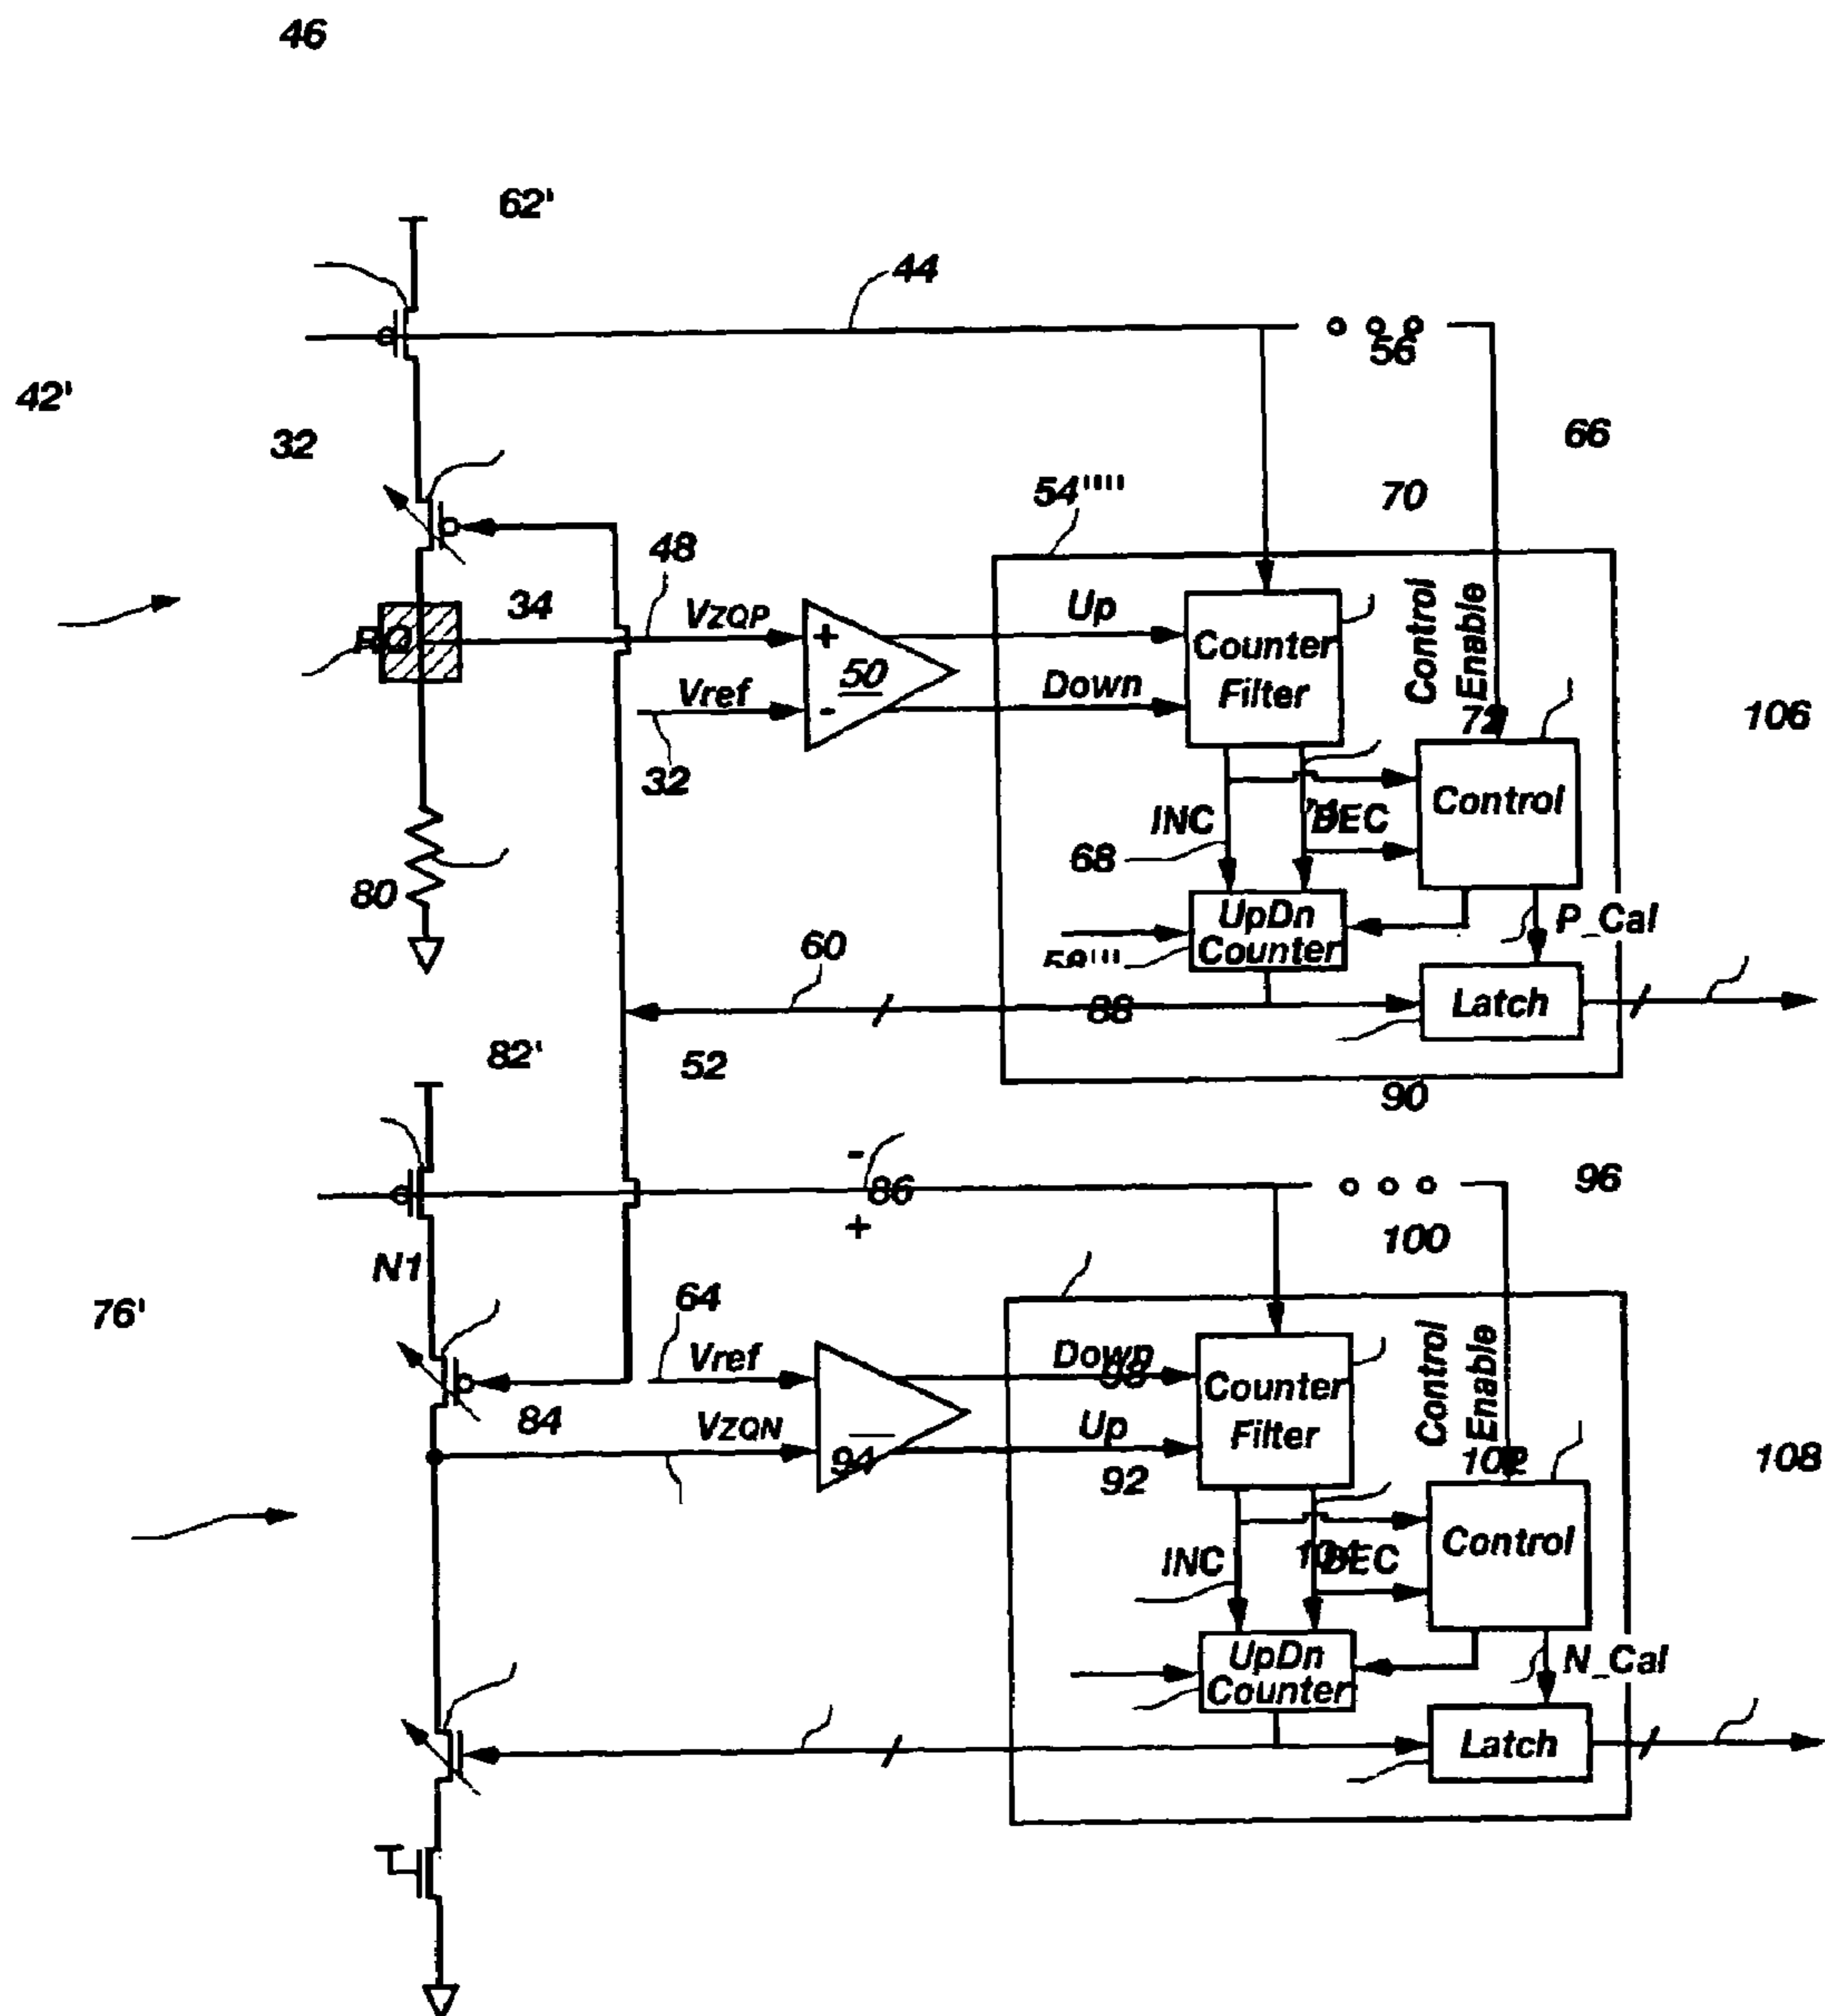 46
62'
44
56
42'
32
66
54''''' 70
48
34
VZQP
Up
Control Enable
+
50
Counter Filter
Vref
Down
-
72
106
32
Control
INC
DEC
68
80
UpDn Counter
P_Cal
60
88
Latch
82'
52
90
-
86
96
+
100
N1
76'
64
Vref
Down
Control Enable
Counter Filter
84
VZQN
Up
94
92
102
108
Control
INC
104
DEC
UpDn Counter
N_Cal
Latch